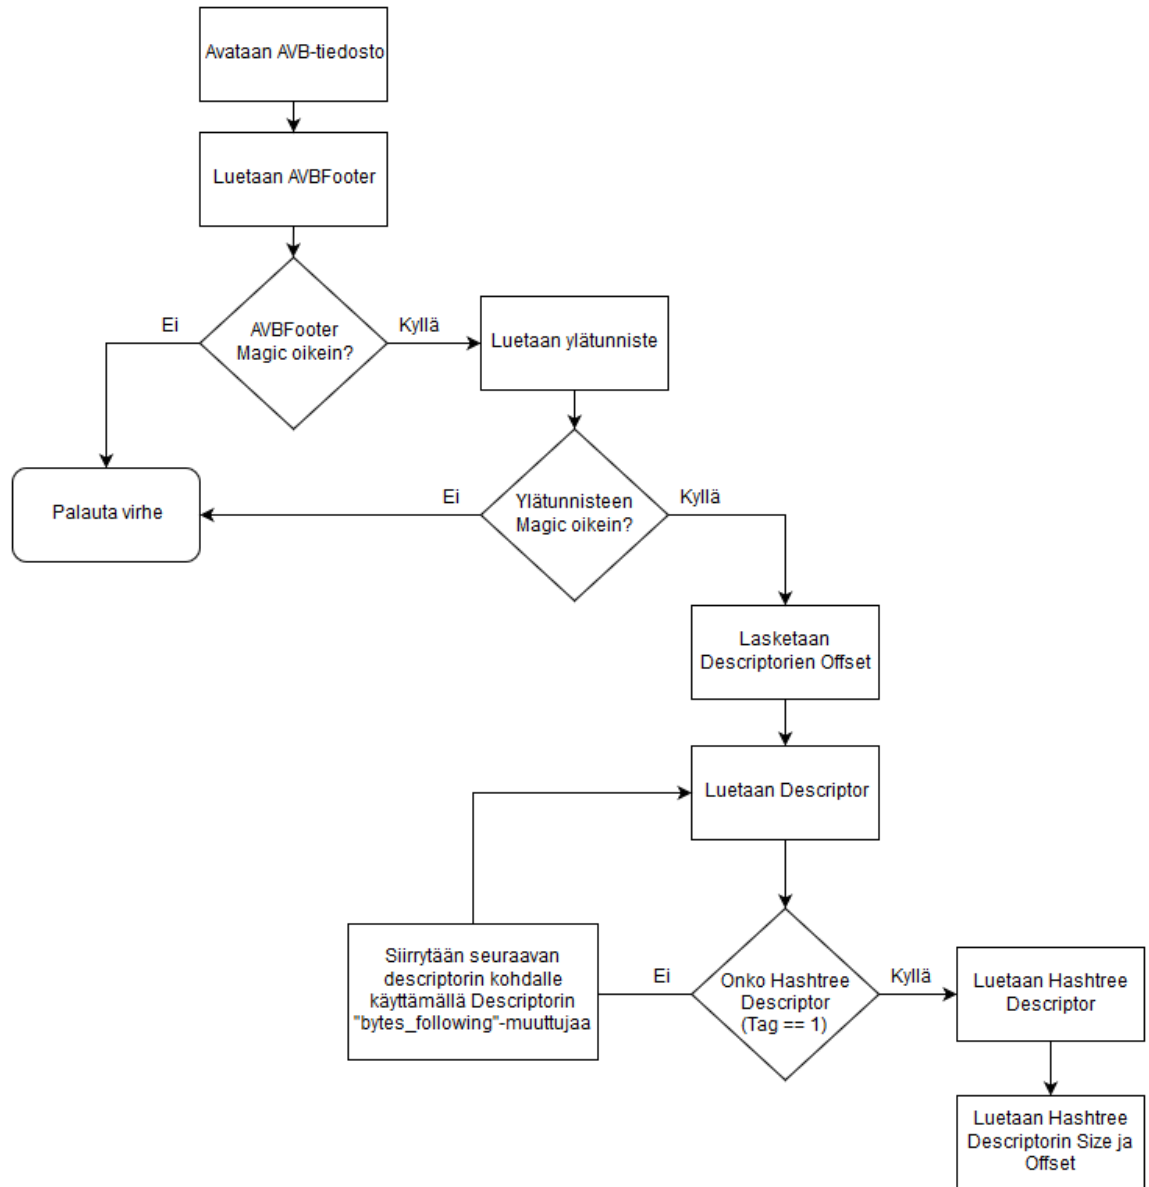 Avataan AVB-tiedosto
Luetaan AVBFooter
AVBFooter
Magic oikein?
Ei
Kyllä
Luetaan ylätunniste
Palauta virhe
Ei
Ylätunnisteen
Magic oikein?
Kyllä
Lasketaan
Descriptorien Offset
Luetaan Descriptor
Siirrytään seuraavan
descriptorin kohdalle
käyttämällä Descriptorin
"bytes_following"-muuttujaa
Ei
Onko Hashtree
Descriptor
(Tag == 1)
Kyllä
Luetaan Hashtree
Descriptor
Luetaan Hashtree
Descriptorin Size ja
Offset